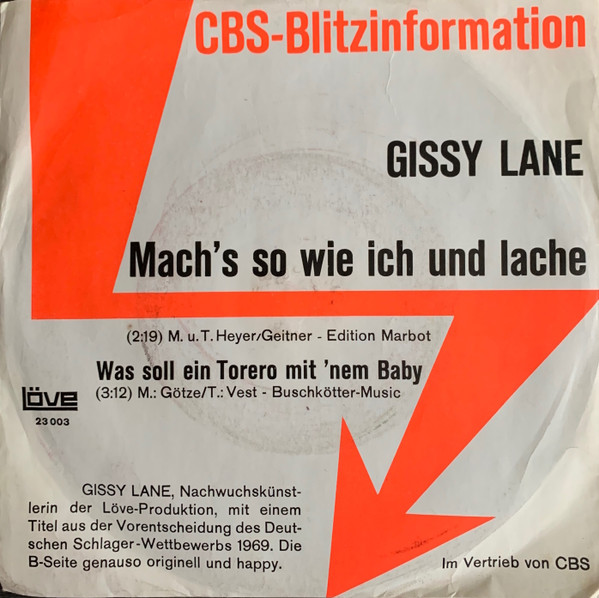 CBS-Blitzinformation
GISSY LANE
Mach's so wie ich und lache
(2:19) M. u. T. Heyer/Geitner - Edition Marbot
Was soll ein Torero mit 'nem Baby
(3:12) M.: Götze/T.: Vest - Buschkötter-Music
löve
23 003
GISSY LANE, Nachwuchskünst-
lerin der Löve-Produktion, mit einem
Titel aus der Vorentscheidung des Deut-
schen Schlager-Wettbewerbs 1969. Die
B-Seite genauso originell und happy.
Im Vertrieb von CBS